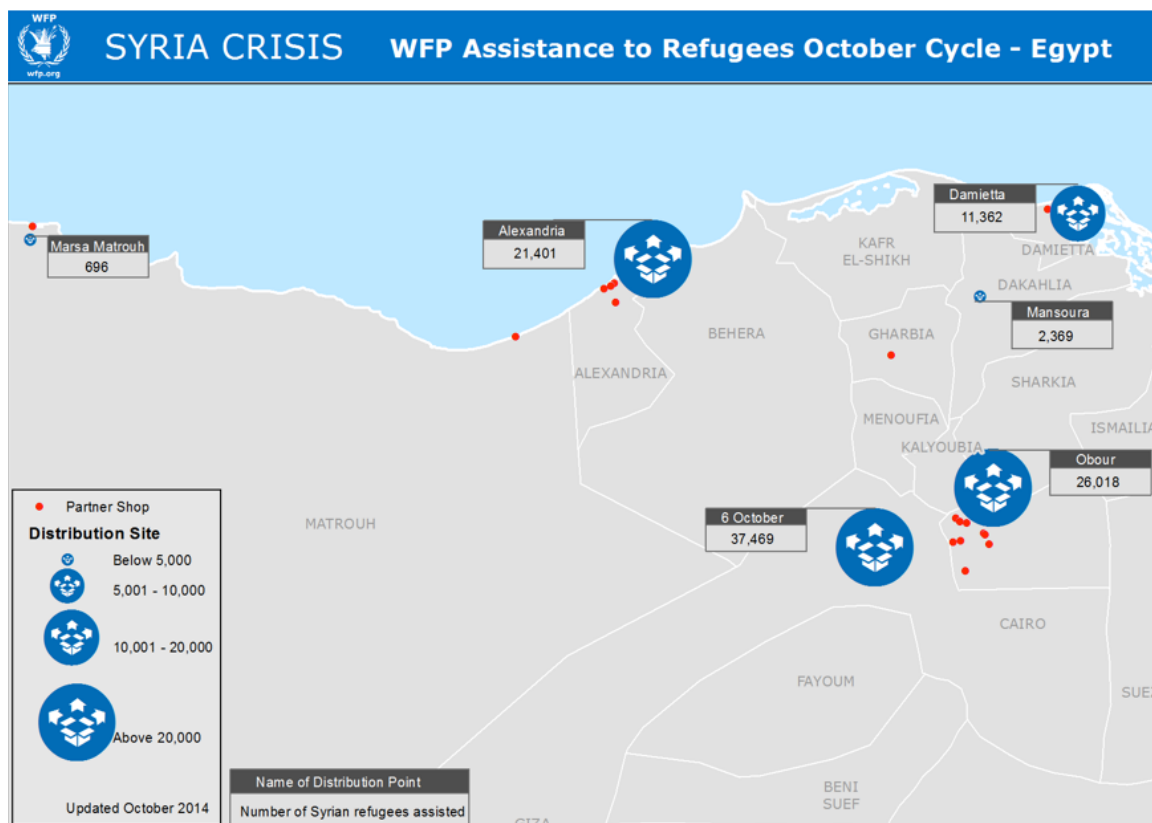 WFP
wfp.org
SYRIA CRISIS
WFP Assistance to Refugees October Cycle - Egypt
Damietta
11,362
Alexandria
21,401
Marsa Matrouh
696
KAFR
EL-SHIKH
DAMIETTA
DAKAHLIA
Mansoura
2,369
BEHERA
GHARBIA
ALEXANDRIA
SHARKIA
MENOUFIA
ISMAILIA
KALYOUBIA
Obour
26,018
6 October
37,469
MATROUH
CAIRO
FAYOUM
SUEZ
BENI
SUEF
GIZA
Partner Shop
Distribution Site
Below 5,000
5,001 - 10,000
10,001 - 20,000
Above 20,000
Updated October 2014
Name of Distribution Point
Number of Syrian refugees assisted